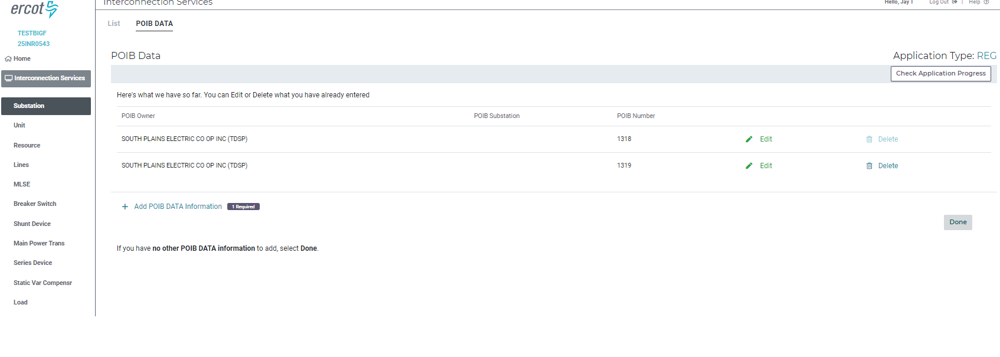 Interconnection Services
Hello, Jay T
Log Out
|
Help
ercot
List
POIB DATA
TESTBIGF
25INR0543
Home
Interconnection Services
Substation
Unit
Resource
Lines
MLSE
Breaker Switch
Shunt Device
Main Power Trans
Series Device
Static Var Compensr
Load
POIB Data
Application Type: REG
Check Application Progress
Here's what we have so far. You can Edit or Delete what you have already entered
POIB Owner POIB Substation POIB Number
SOUTH PLAINS ELECTRIC CO OP INC (TDSP) 1318 Edit Delete
SOUTH PLAINS ELECTRIC CO OP INC (TDSP) 1319 Edit Delete
+ Add POIB DATA Information 1 Required
Done
If you have no other POIB DATA information to add, select Done.